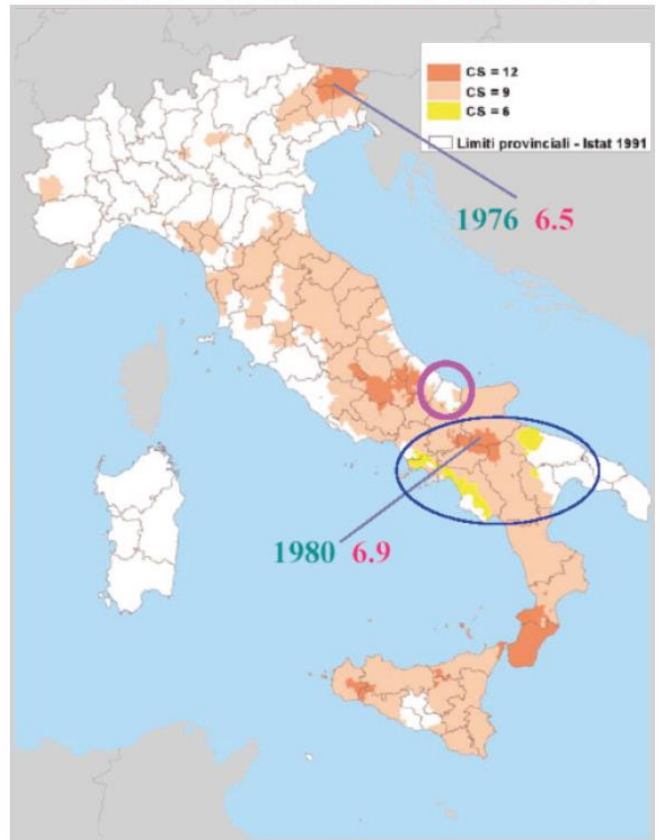 CS = 12
CS = 9
CS = 6
Limiti provinciali - Istat 1991
1976 6.5
1980 6.9